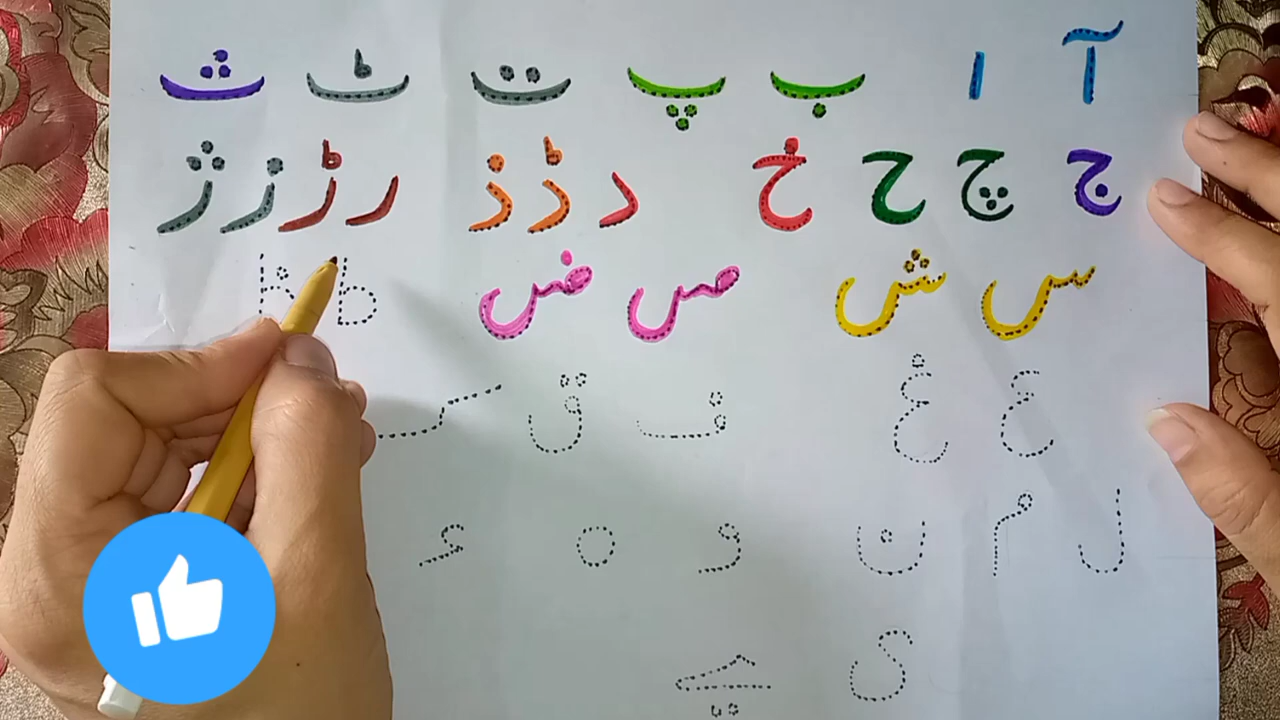 آ ا ب پ ت ٹ ث
ج چ ح خ د ڈ ذ ر ڑ ز ژ
س ش ص ض ط ظ
ع غ ف ق ک
ل م ن و ہ ء
ی ے